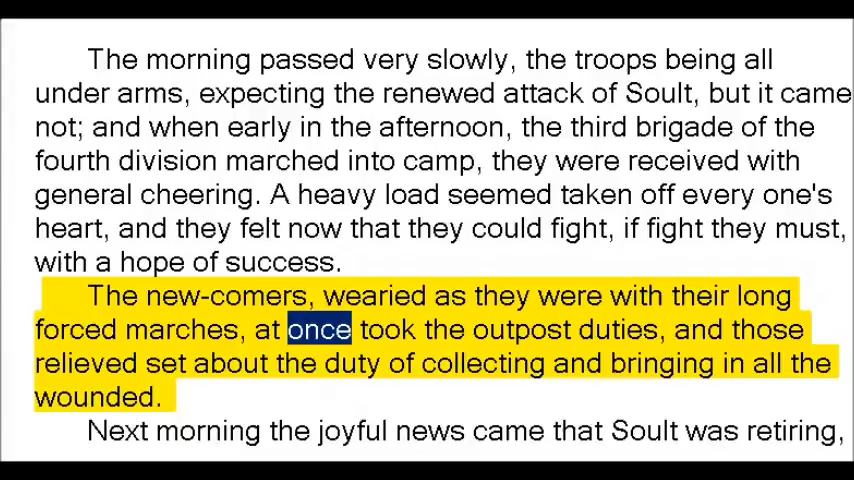 The morning passed very slowly, the troops being all
under arms, expecting the renewed attack of Soult, but it came
not; and when early in the afternoon, the third brigade of the
fourth division marched into camp, they were received with
general cheering. A heavy load seemed taken off every one's
heart, and they felt now that they could fight, if fight they must,
with a hope of success.
The new-comers, wearied as they were with their long
forced marches, at once took the outpost duties, and those
relieved set about the duty of collecting and bringing in all the
wounded.
Next morning the joyful news came that Soult was retiring,